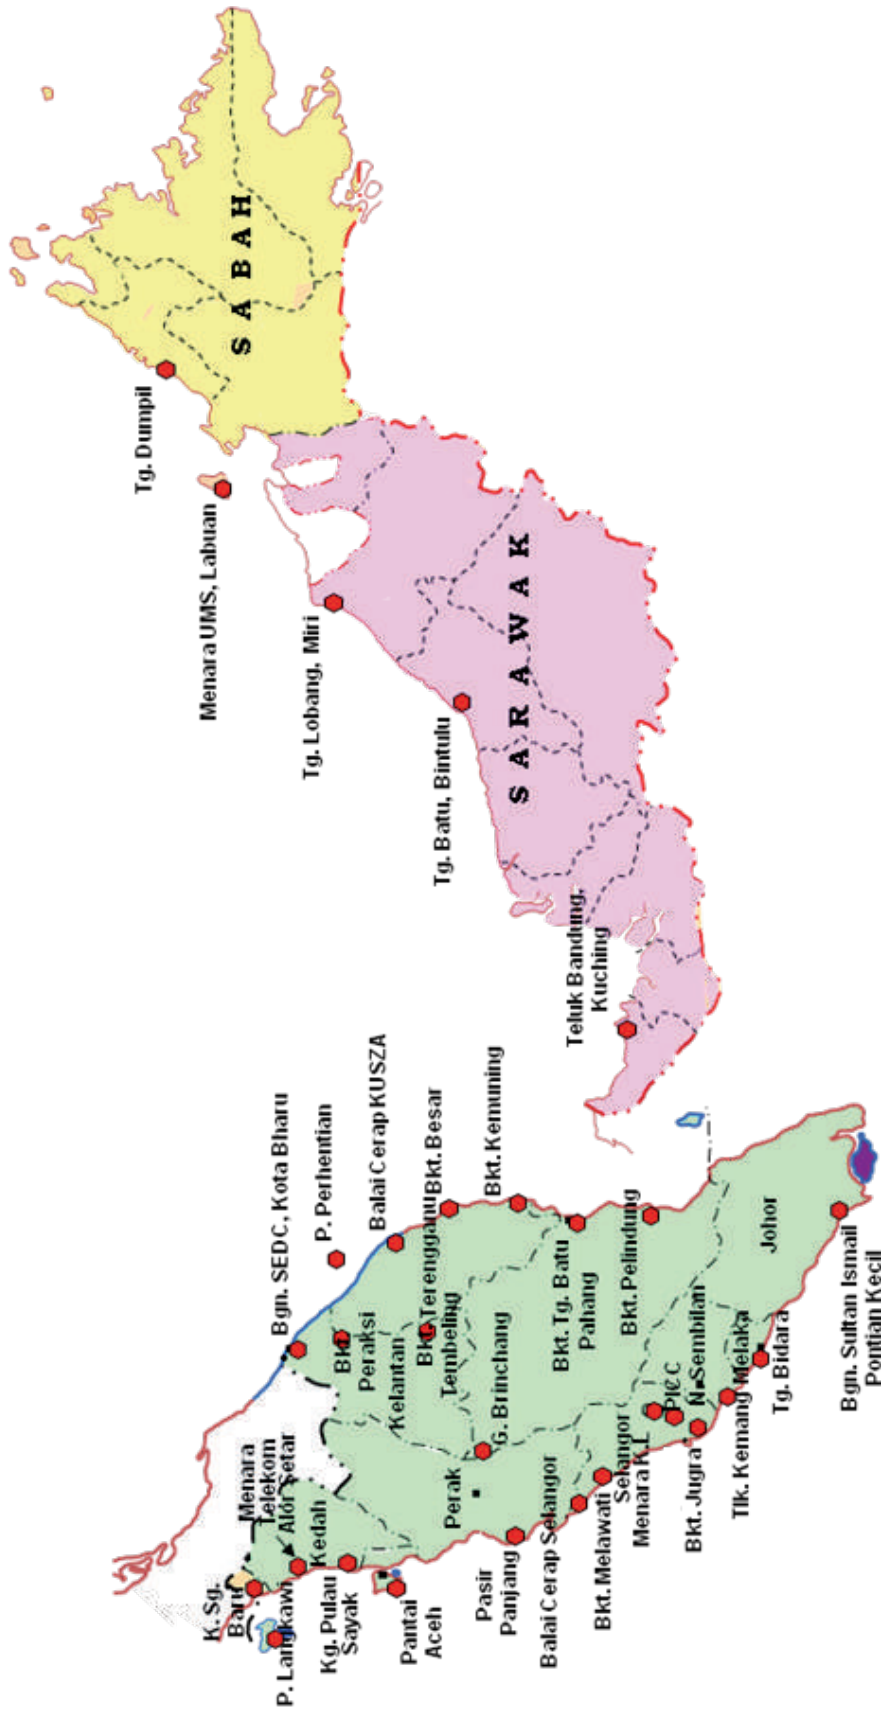 K. Sg.
Baru
P. Langkawi
Menara
Telekom
Alor Setar
Kedah
Kg. Pulau
Sayak
Pantai
Aceh
Perak
Pasir
Panjang
Balai Cerap Selangor
Bkt. Melawati
Selangor
Menara K.L
PICC
Bkt. Jugra
N. Sembilan
Tlk. Kemang
Melaka
Tg. Bidara
Johor
Bgn. Sultan Ismail
Pontian Kecil
Bgn. SEDC, Kota Bharu
P. Perhentian
Balai Cerap KUSZA
Bkt.
Peraksi
Kelantan
Bkt.
Tembeling
Terengganu
Bkt. Besar
G. Brinchang
Bkt. Kemuning
Bkt. Tg. Batu
Pahang
Bkt. Pelindung
Teluk Bandung,
Kuching
Tg. Batu, Bintulu
Tg. Lobang, Miri
Menara UMS, Labuan
Tg. Dumpil
SARAWAK
SABAH